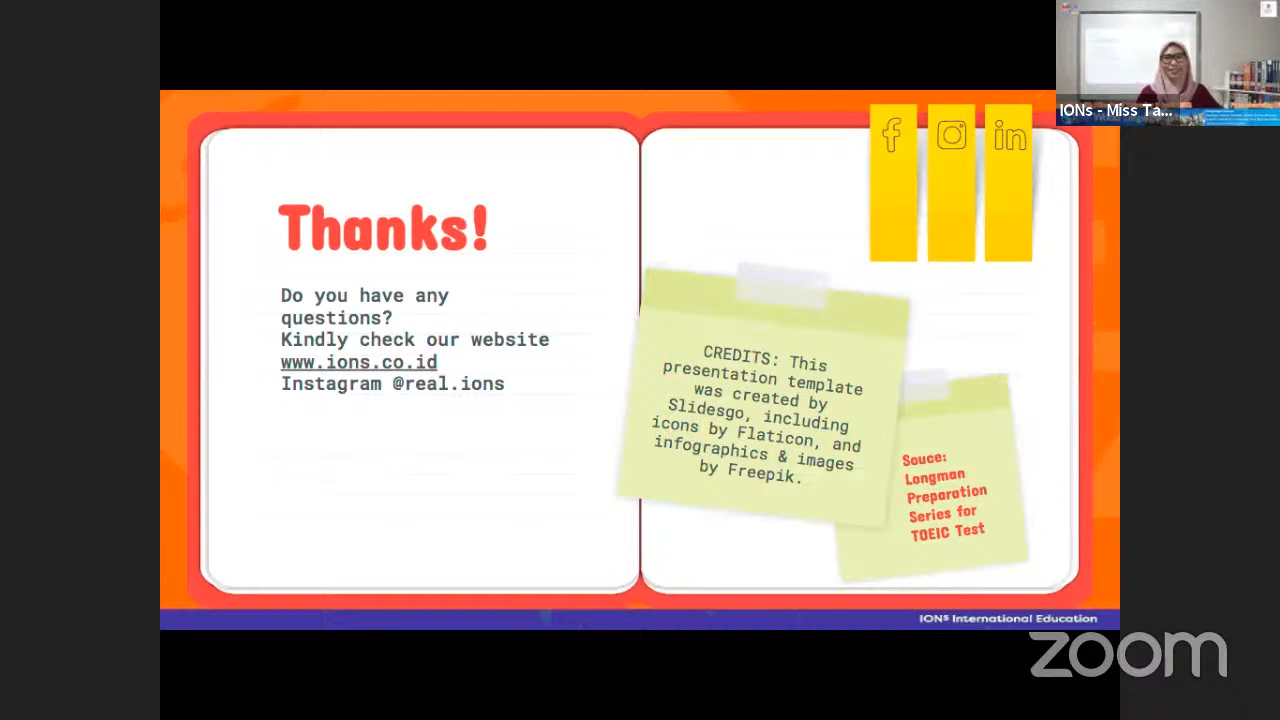 IONs - Miss Ta...
f
in
Thanks!
Do you have any
questions?
Kindly check our website
www.ions.co.id
Instagram @real.ions
CREDITS: This
presentation template
was created by
Slidesgo, including
icons by Flaticon, and
infographics & images
by Freepik.
Souce:
Longman
Preparation
Series for
TOEIC Test
IONs International Education
zoom